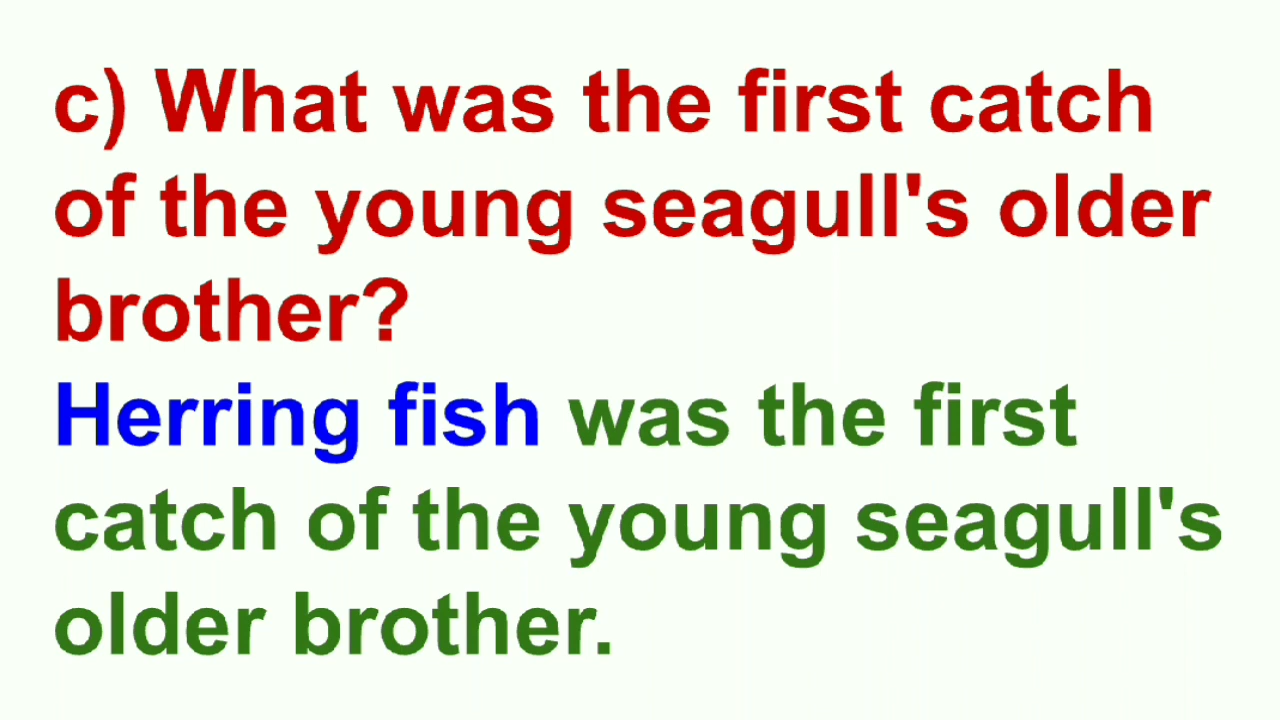 c) What was the first catch
of the young seagull's older
brother?
Herring fish was the first
catch of the young seagull's
older brother.